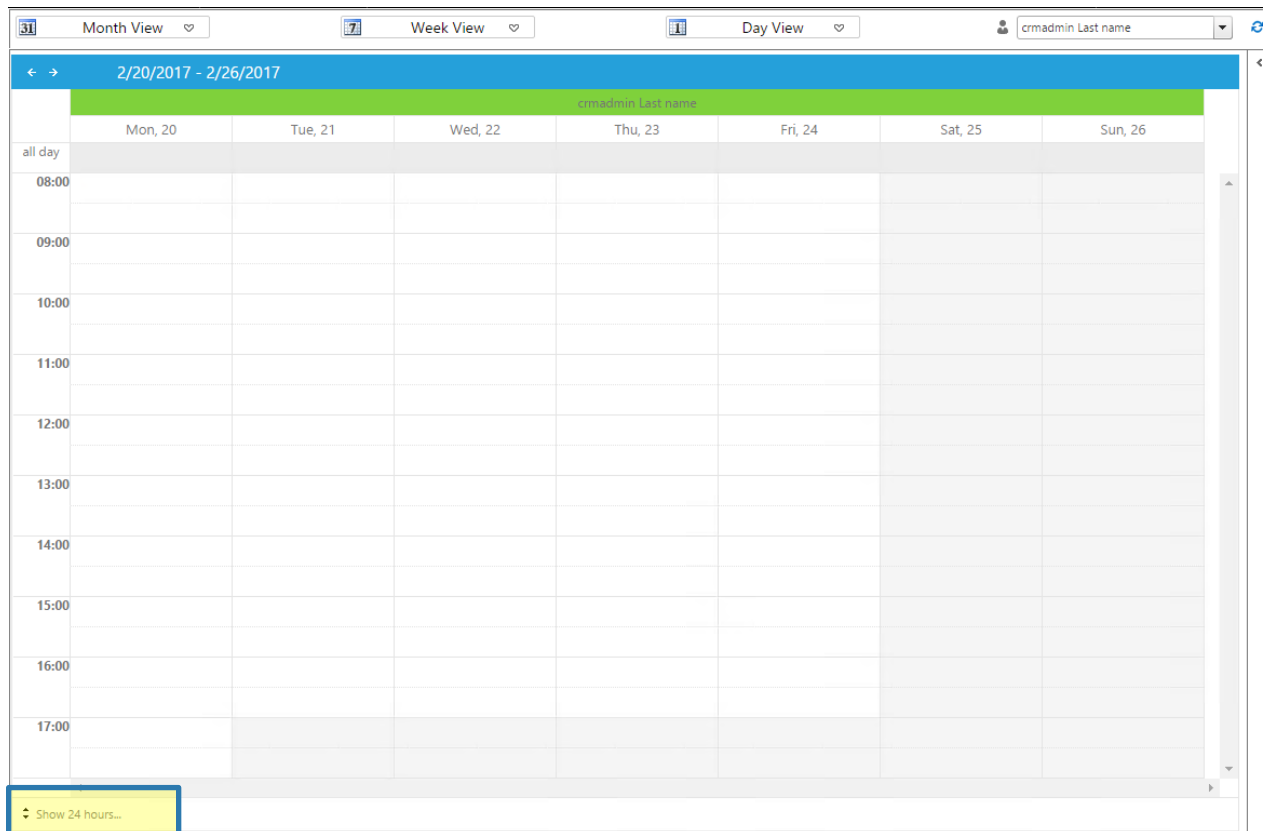 31 Month View 7 Week View 1 Day View crmadmin Last name
2/20/2017 - 2/26/2017
crmadmin Last name
Mon, 20 Tue, 21 Wed, 22 Thu, 23 Fri, 24 Sat, 25 Sun, 26
all day
08:00
09:00
10:00
11:00
12:00
13:00
14:00
15:00
16:00
17:00
Show 24 hours...